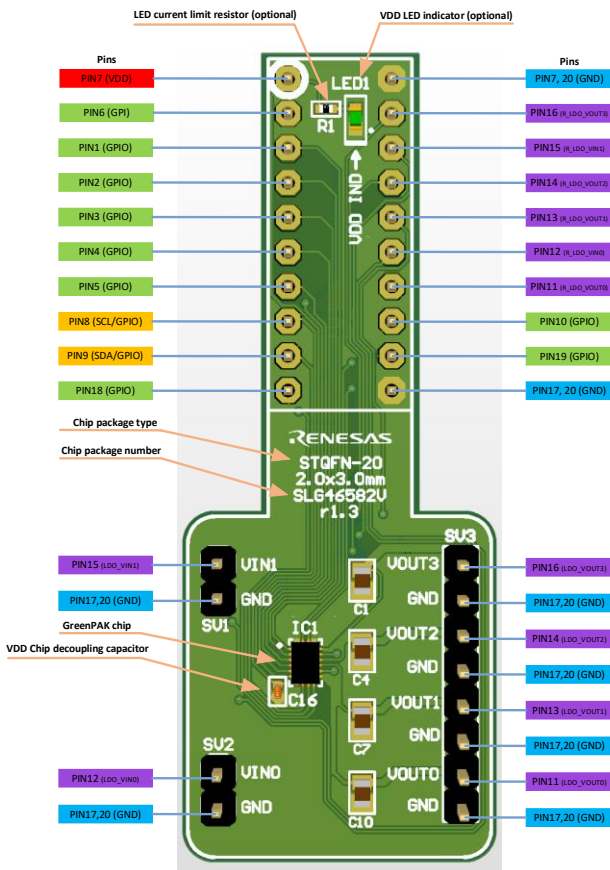 LED current limit resistor (optional)
VDD LED indicator (optional)
Pins
Pins
PIN7 (VDD)
PIN6 (GPI)
PIN1 (GPIO)
PIN2 (GPIO)
PIN3 (GPIO)
PIN4 (GPIO)
PIN5 (GPIO)
PIN8 (SCL/GPIO)
PIN9 (SDA/GPIO)
PIN18 (GPIO)
LED1
R1
VDD IND
PIN7, 20 (GND)
PIN16 (R_LDO_VOUT3)
PIN15 (R_LDO_VIN1)
PIN14 (R_LDO_VOUT2)
PIN13 (R_LDO_VOUT1)
PIN12 (R_LDO_VIN0)
PIN11 (R_LDO_VOUT0)
PIN10 (GPIO)
PIN19 (GPIO)
PIN17, 20 (GND)
Chip package type
Chip package number
RENESAS
STQFN-20
2.0x3.0mm
SLG46582V
r1.3
PIN15 (LDO_VIN1)
PIN17,20 (GND)
GreenPAK chip
VDD Chip decoupling capacitor
PIN12 (LDO_VIN0)
PIN17,20 (GND)
VIN1
GND
SV1
IC1
C16
SV2
VIN0
GND
SV3
VOUT3
GND
C1
VOUT2
GND
C4
VOUT1
GND
C7
VOUT0
GND
C10
PIN16 (LDO_VOUT3)
PIN17,20 (GND)
PIN14 (LDO_VOUT2)
PIN17,20 (GND)
PIN13 (LDO_VOUT1)
PIN17,20 (GND)
PIN11 (LDO_VOUT0)
PIN17,20 (GND)